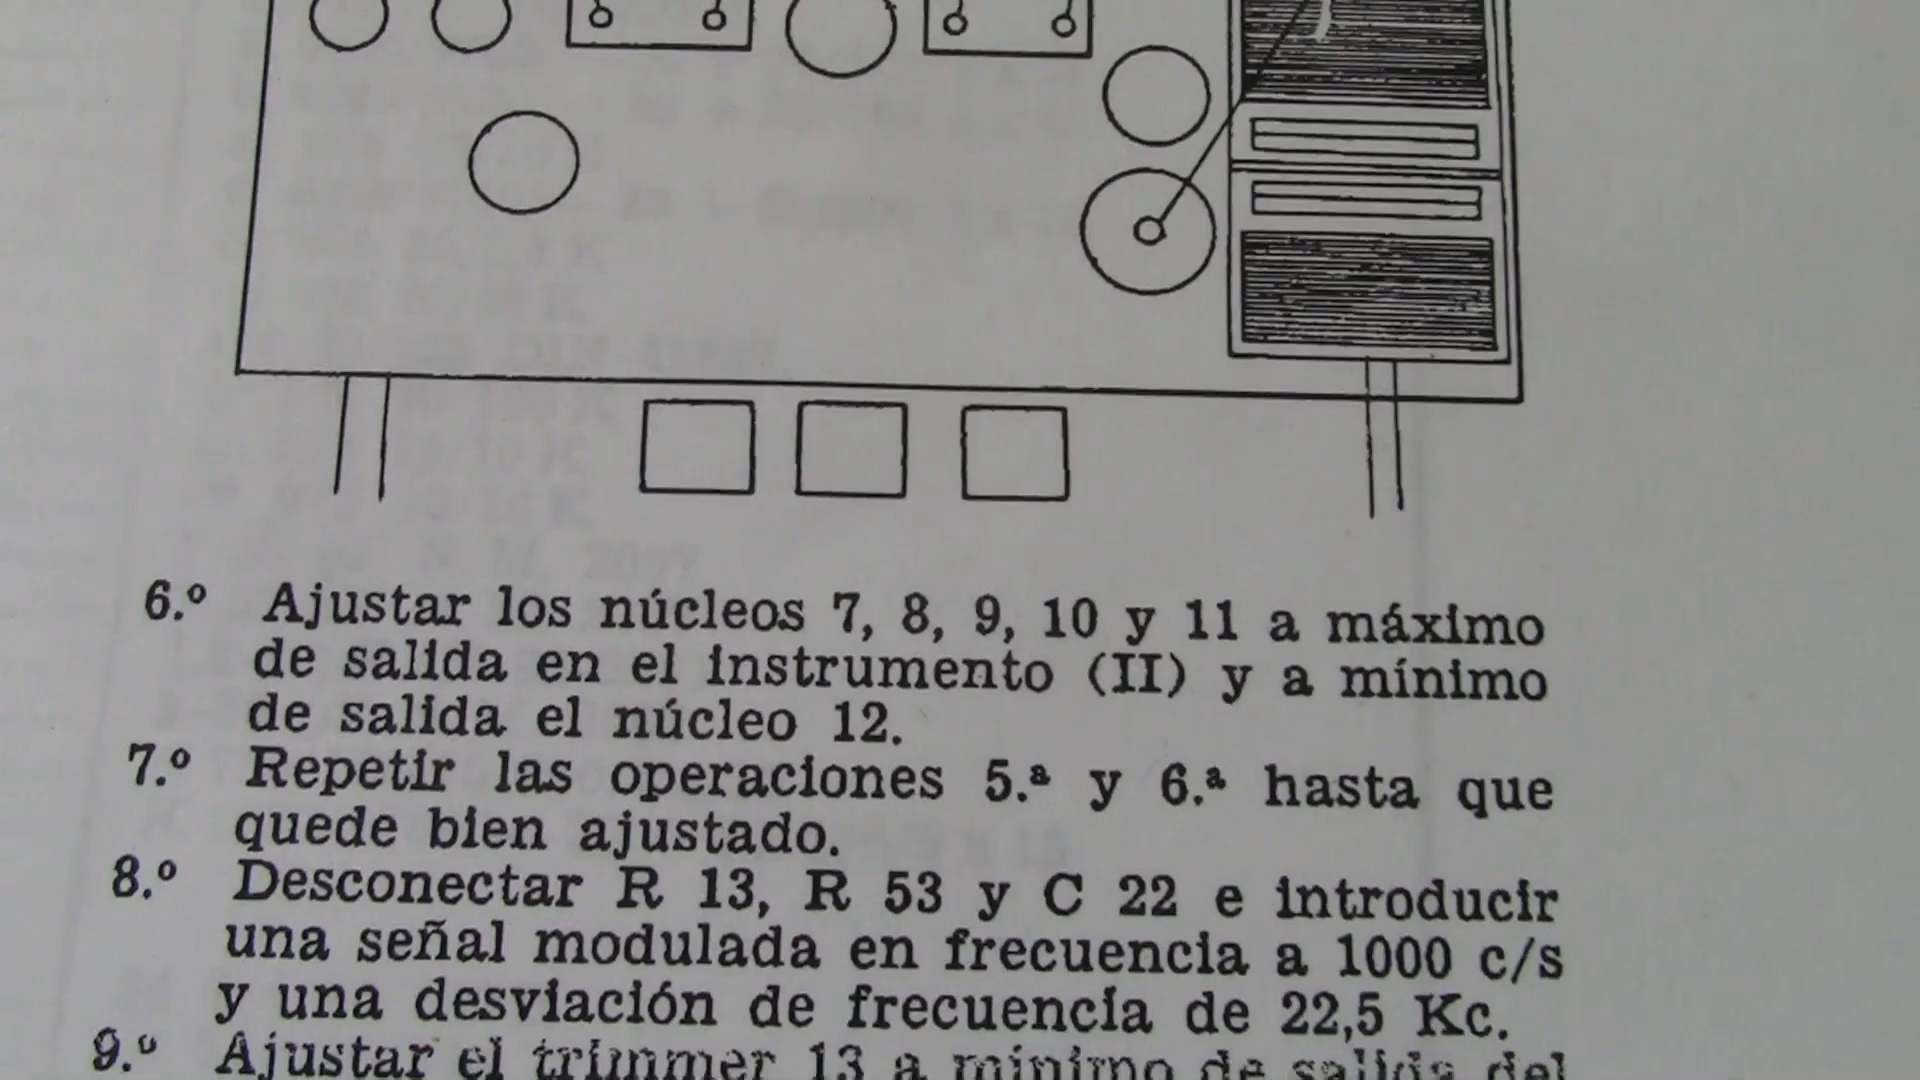 6.º Ajustar los núcleos 7, 8, 9, 10 y 11 a máximo
de salida en el instrumento (II) y a mínimo
de salida el núcleo 12.
7.º Repetir las operaciones 5.ª y 6.ª hasta que
quede bien ajustado.
8.º Desconectar R 13, R 53 y C 22 e introducir
una señal modulada en frecuencia a 1000 c/s
y una desviación de frecuencia de 22,5 Kc.
9.º Ajustar el trimmer 13 a mínimo de salida del